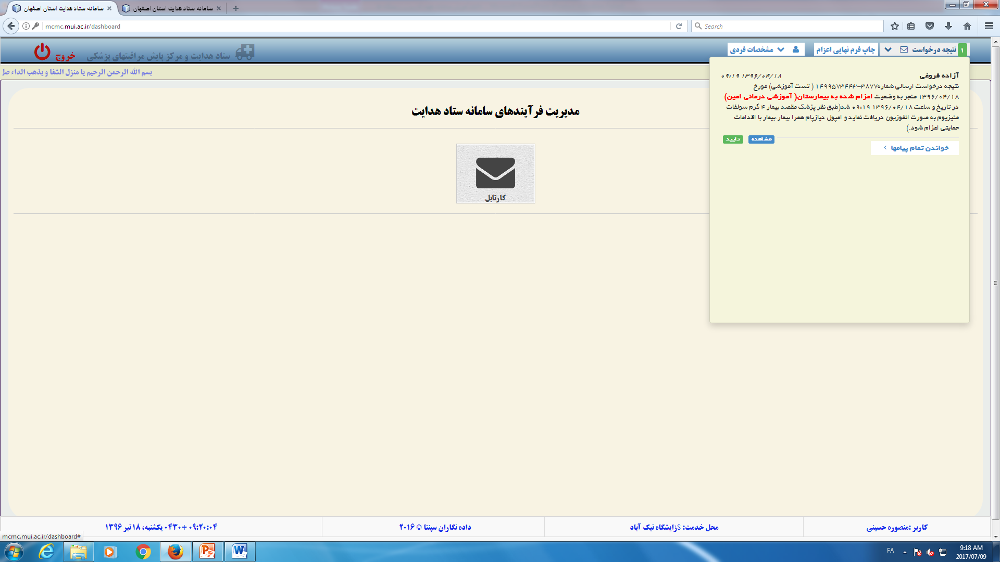 سامانه ستاد هدایت استان اصفهان
سامانه ستاد هدایت استان اصفهان
mcmc.mui.ac.ir/dashboard
Search
۱ نتیجه درخواست
چاپ فرم نهایی اعزام
مشخصات فردی
ستاد هدایت و مرکز پایش مراقبتهای پزشکی
خروج
بسم الله الرحمن الرحیم یا منزل الشفا و یذهب الداء صل
آزاده فروغی
۱۳۹۶/۰۴/۱۸ ۰۹:۱۹
نتیجه درخواست ارسالی شماره۳۸۷۷-۱۴۹۹۵۷۳۴۴۳ ( تست آموزشی) مورخ
۱۳۹۶/۰۴/۱۸ منجر به وضعیت اعزام شده به بیمارستان( آموزشی درمانی امین)
در تاریخ و ساعت ۱۳۹۶/۰۴/۱۸ ۰۹:۱۹ شد(طبق نظر پزشک مقصد بیمار ۴ گرم سولفات
منیزیوم به صورت انفوزیون دریافت نماید و امپول دیازپام همرا بیمار.بیمار با اقدامات
حمایتی اعزام شود.)
مشاهده
تایید
خواندن تمام پیامها
مدیریت فرآیندهای سامانه ستاد هدایت
کارتابل
کاربر :منصوره حسینی
محل خدمت: $زایشگاه نیک آباد
داده نگاران سپنتا © ۲۰۱۶
۰۹:۲۰:۰۴ +۰۴۳۰ یکشنبه، ۱۸ تیر ۱۳۹۶
mcmc.mui.ac.ir/dashboard#
FA
9:18 AM
2017/07/09